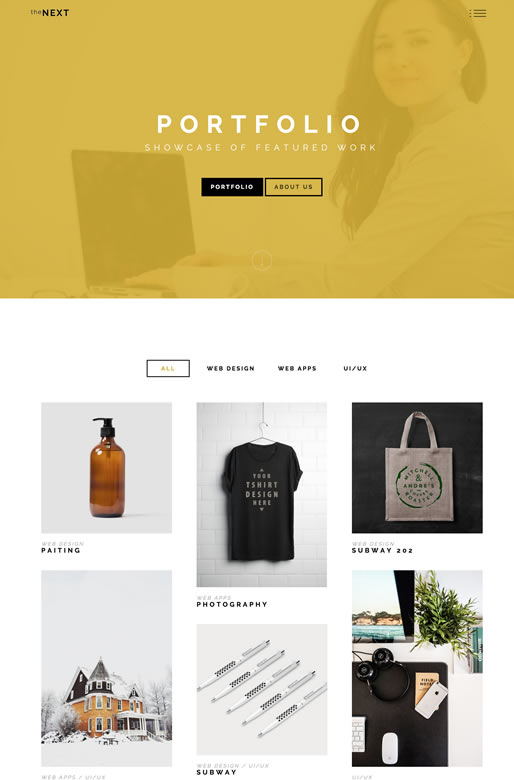 theNEXT
PORTFOLIO
SHOWCASE OF FEATURED WORK
PORTFOLIO
ABOUT US
ALL
WEB DESIGN
WEB APPS
UI/UX
YOUR
TSHIRT
DESIGN
HERE
MITCHELL
&
ANDRE'S
WEB DESIGN
PAITING
WEB DESIGN
SUBWAY 202
WEB APPS
PHOTOGRAPHY
FIELD
WEB DESIGN / UI/UX
SUBWAY
WEB APPS / UI/UX
UI/UX